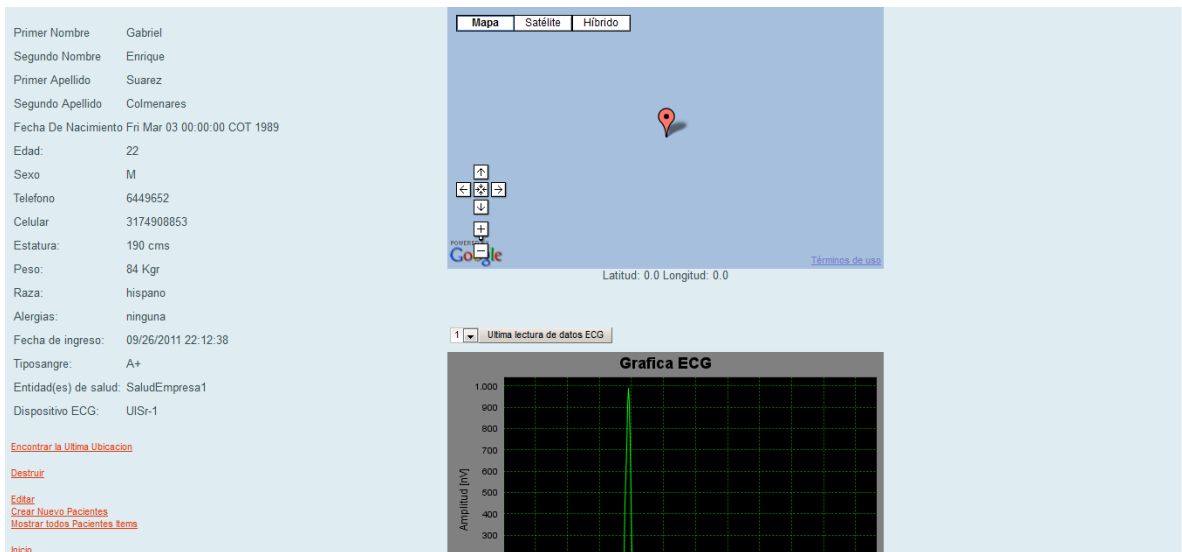 Primer Nombre Gabriel
Segundo Nombre Enrique
Primer Apellido Suarez
Segundo Apellido Colmenares
Fecha De Nacimiento Fri Mar 03 00:00:00 COT 1989
Edad: 22
Sexo M
Telefono 6449652
Celular 3174908853
Estatura: 190 cms
Peso: 84 Kgr
Raza: hispano
Alergias: ninguna
Fecha de ingreso: 09/26/2011 22:12:38
Tiposangre: A+
Entidad(es) de salud: SaludEmpresa1
Dispositivo ECG: UISr-1
Encontrar la Ultima Ubicacion
Destruir
Editar
Crear Nuevo Pacientes
Mostrar todos Pacientes Items
Inicio
Mapa Satélite Híbrido
POWERED
Google
Términos de uso
Latitud: 0.0 Longitud: 0.0
1 Ultima lectura de datos ECG
Grafica ECG
Amplitud [nV]
1.000
900
800
700
600
500
400
300